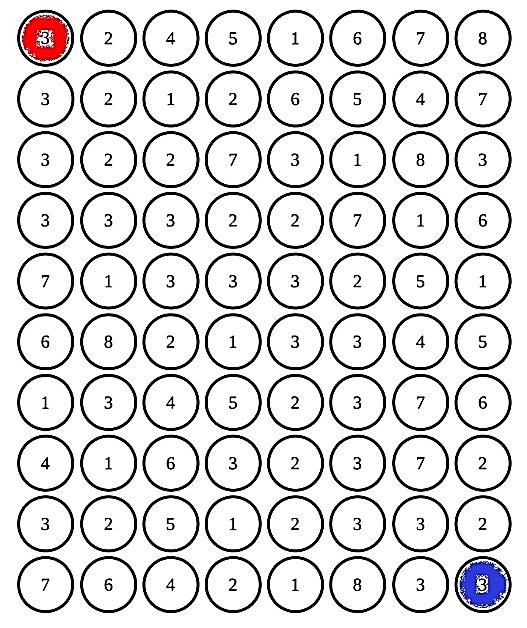 3 2 4 5 1 6 7 8
3 2 1 2 6 5 4 7
3 2 2 7 3 1 8 3
3 3 3 2 2 7 1 6
7 1 3 3 3 2 5 1
6 8 2 1 3 3 4 5
1 3 4 5 2 3 7 6
4 1 6 3 2 3 7 2
3 2 5 1 2 3 3 2
7 6 4 2 1 8 3 3